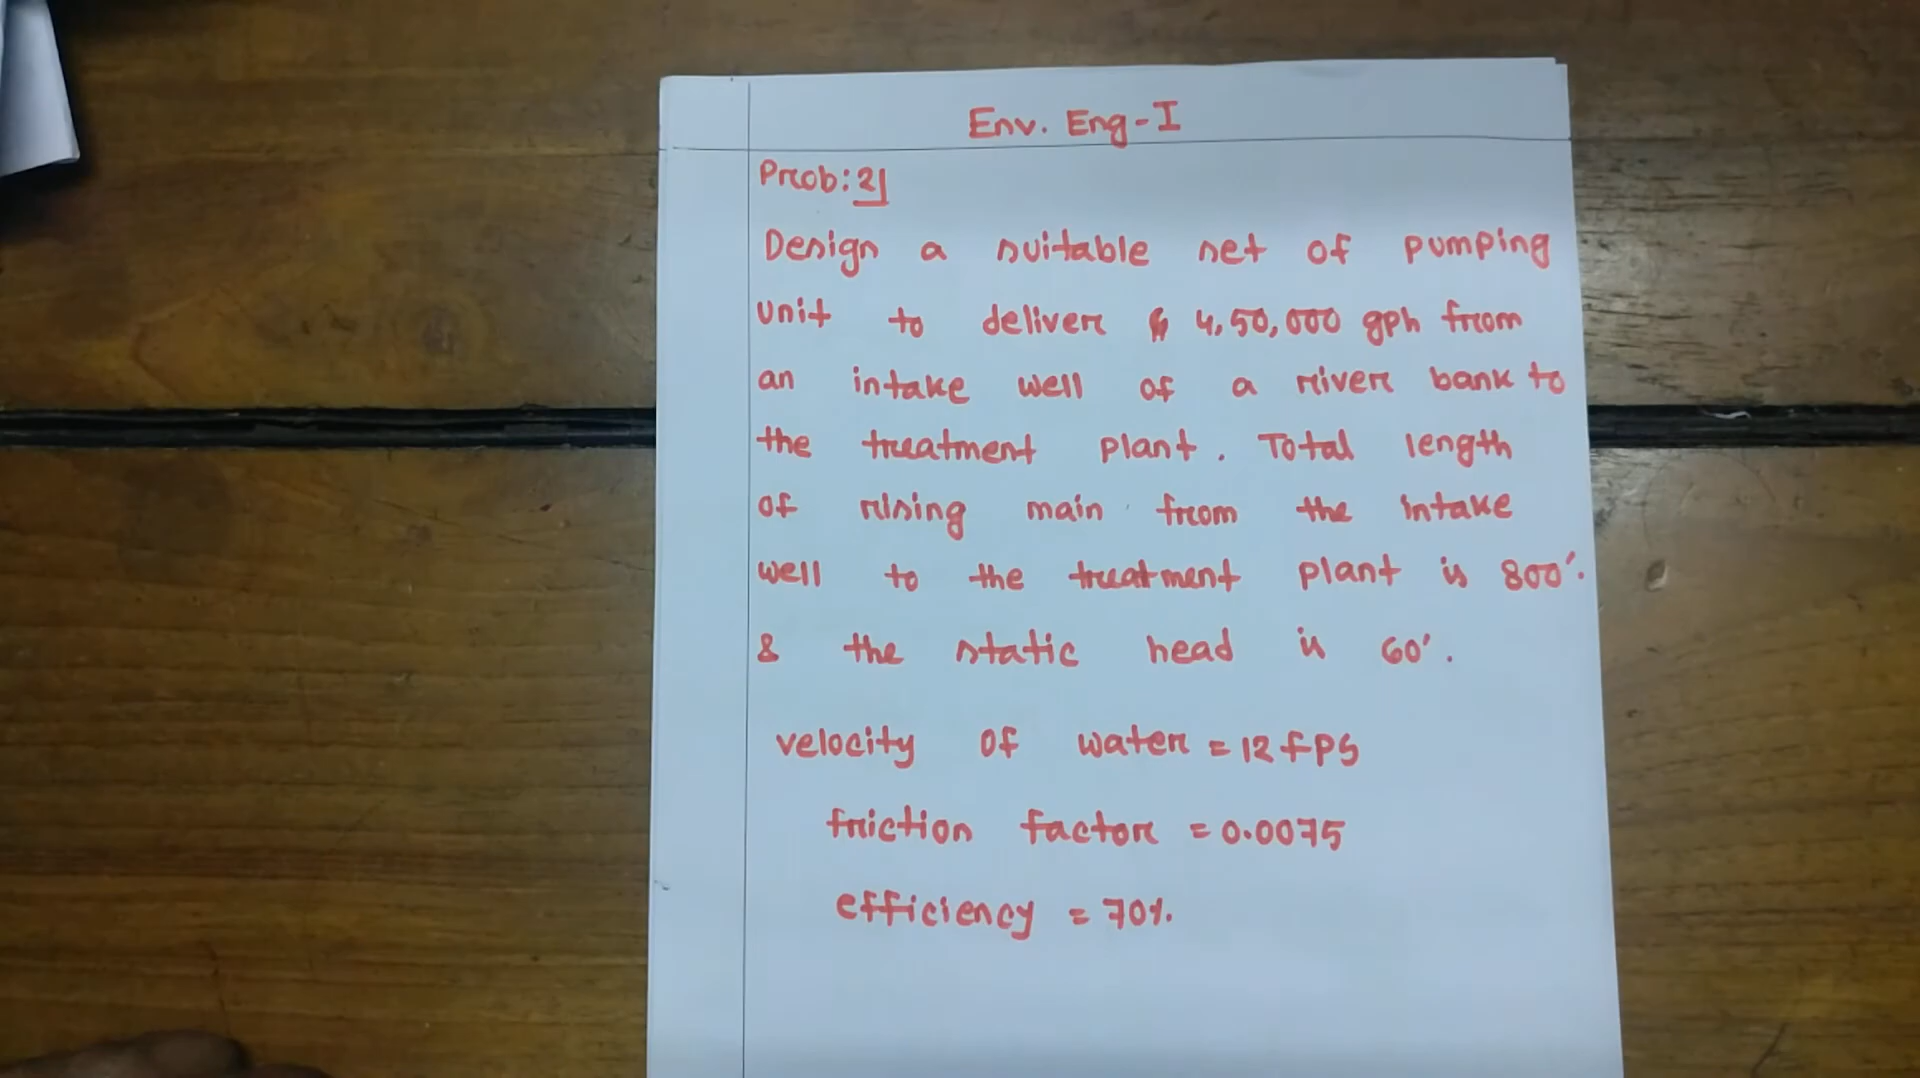 Env. Eng-I
Prob: 2]
Design a suitable set of pumping
unit to deliver 4,50,000 gph from
an intake well of a river bank to
the treatment plant. Total length
of rising main from the intake
well to the treatment plant is 800'.
& the static head is 60'.
velocity of water = 12 fps
friction factor = 0.0075
efficiency = 70%.